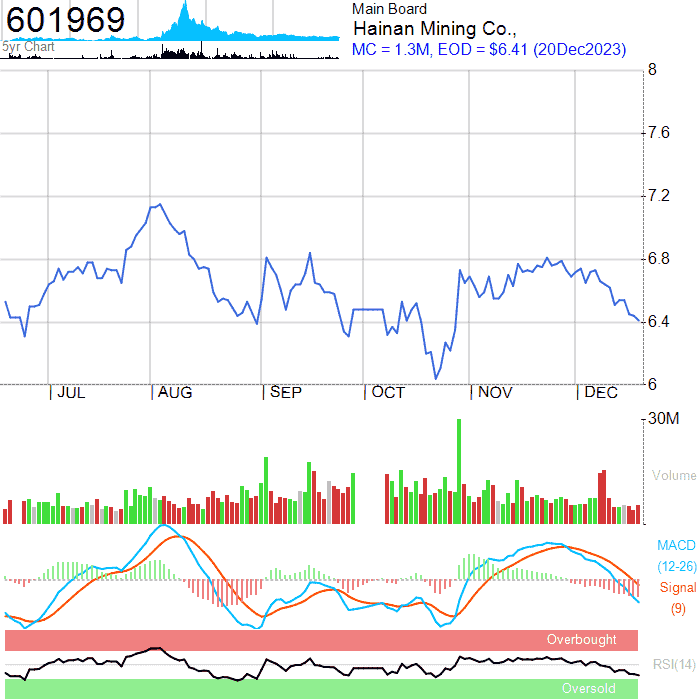 601969
5yr Chart
Main Board
Hainan Mining Co.,
MC = 1.3M, EOD = $6.41 (20Dec2023)
8
7.6
7.2
6.8
6.4
6
JUL AUG SEP OCT NOV DEC
30M
Volume
MACD
(12-26)
Signal
(9)
Overbought
RSI(14)
Oversold